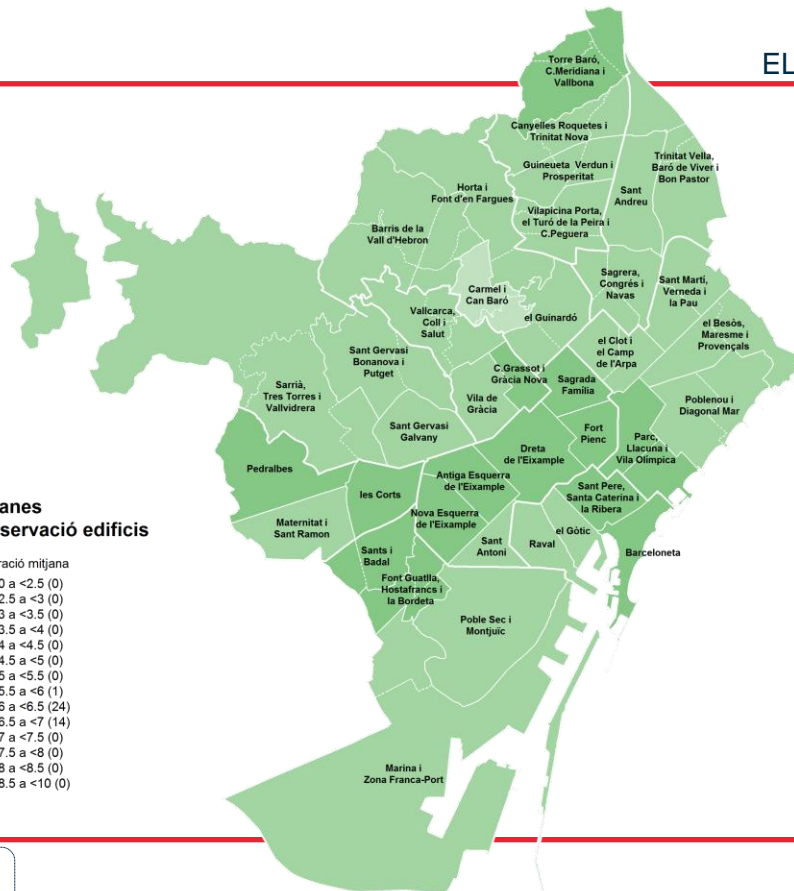 EL
Torre Baró,
C.Meridiana i
Vallbona
Canyelles Roquetes i
Trinitat Nova
Guineueta Verdun i
Prosperitat
Trinitat Vella,
Baró de Viver i
Bon Pastor
Sant
Andreu
Horta i
Font d'en Fargues
Vilapicina Porta,
el Turó de la Peira i
C.Peguera
Barris de la
Vall d'Hebron
Carmel i
Can Baró
Sagrera,
Congrés i
Navas
Sant Martí,
Verneda i
la Pau
Vallcarca,
Coll i
Salut
el Guinardó
el Besòs,
Maresme i
Provençals
el Clot i
el Camp
de l'Arpa
Sant Gervasi
Bonanova i
Putget
C.Grassot i
Gràcia Nova
Sagrada
Família
Sarrià,
Tres Torres i
Vallvidrera
Vila de
Gràcia
Poblenou i
Diagonal Mar
Sant Gervasi
Galvany
Fort
Pienc
Parc,
Llacuna i
Vila Olímpica
Dreta
de l'Eixample
Pedralbes
Antiga Esquerra
de l'Eixample
Sant Pere,
Santa Caterina i
la Ribera
les Corts
Nova Esquerra
de l'Eixample
Maternitat i
Sant Ramon
el Gòtic
Sant
Antoni
Raval
Barceloneta
Sants i
Badal
Font Guatlla,
Hostafrancs i
la Bordeta
Poble Sec i
Montjuïc
Marina i
Zona Franca-Port
anes
servació edificis
ració mitjana
0 a <2.5 (0)
2.5 a <3 (0)
3 a <3.5 (0)
3.5 a <4 (0)
4 a <4.5 (0)
4.5 a <5 (0)
5 a <5.5 (0)
5.5 a <6 (1)
6 a <6.5 (24)
6.5 a <7 (14)
7 a <7.5 (0)
7.5 a <8 (0)
8 a <8.5 (0)
8.5 a <10 (0)